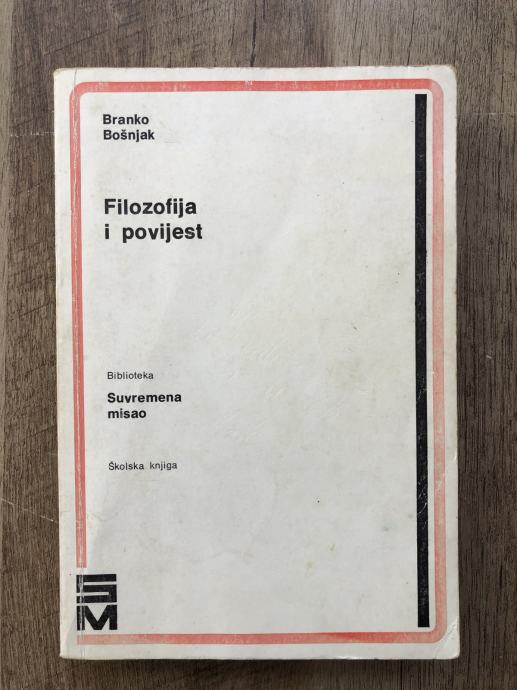 Branko
Bošnjak
Filozofija
i povijest
Biblioteka
Suvremena
misao
Školska knjiga
SM